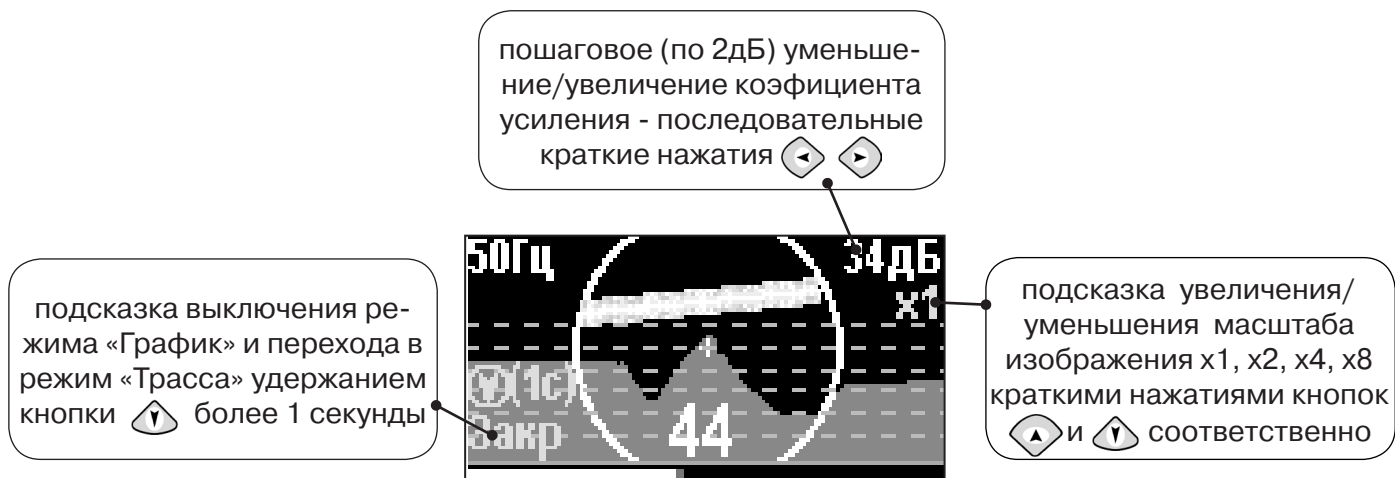 пошаговое (по 2дБ) уменьше-
ние/увеличение коэфициента
усиления - последовательные
краткие нажатия
50Гц
34дБ
x1
(1с)
Закр
44
подсказка выключения ре-
жима «График» и перехода в
режим «Трасса» удержанием
кнопки более 1 секунды
подсказка увеличения/
уменьшения масштаба
изображения х1, х2, х4, х8
краткими нажатиями кнопок
и соответственно